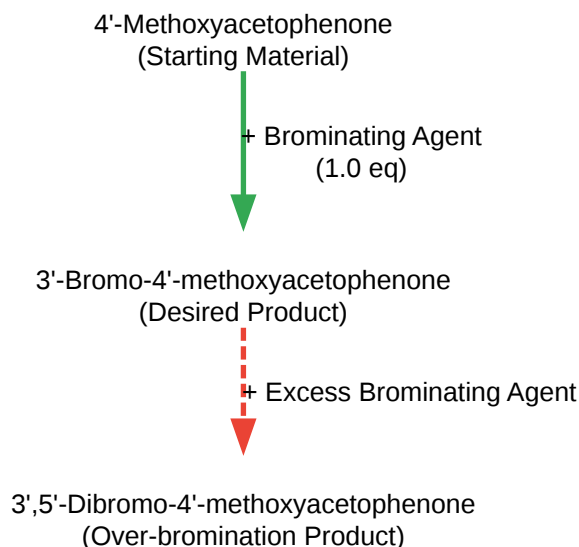 4'-Methoxyacetophenone
(Starting Material)
+ Brominating Agent
(1.0 eq)
3'-Bromo-4'-methoxyacetophenone
(Desired Product)
+ Excess Brominating Agent
3',5'-Dibromo-4'-methoxyacetophenone
(Over-bromination Product)